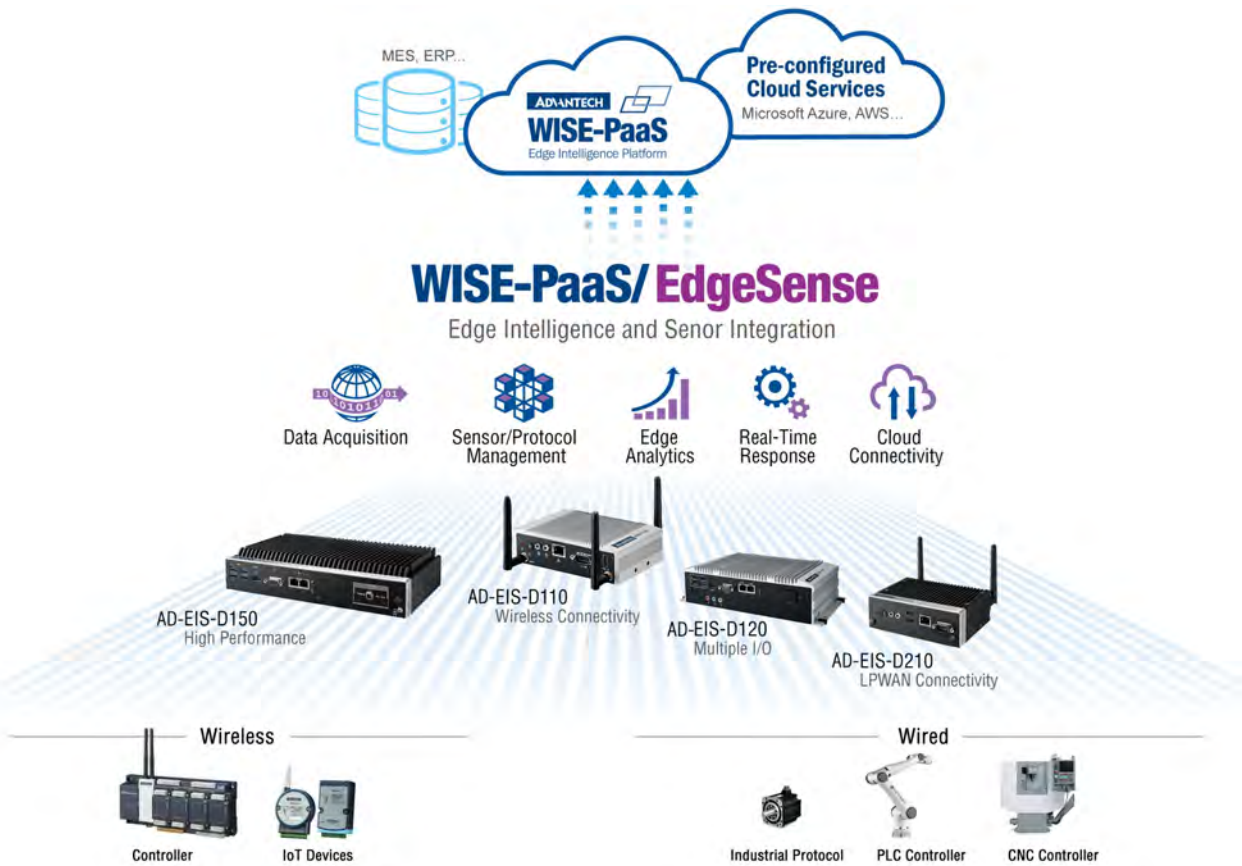 MES, ERP...
Pre-configured
Cloud Services
Microsoft Azure, AWS...
ADVANTECH
WISE-PaaS
Edge Intelligence Platform
WISE-PaaS/ EdgeSense
Edge Intelligence and Senor Integration
10 101011 01
Data Acquisition
Sensor/Protocol
Management
Edge
Analytics
Real-Time
Response
Cloud
Connectivity
AD-EIS-D150
High Performance
AD-EIS-D110
Wireless Connectivity
AD-EIS-D120
Multiple I/O
AD-EIS-D210
LPWAN Connectivity
Wireless
Wired
Controller
IoT Devices
Industrial Protocol
PLC Controller
CNC Controller